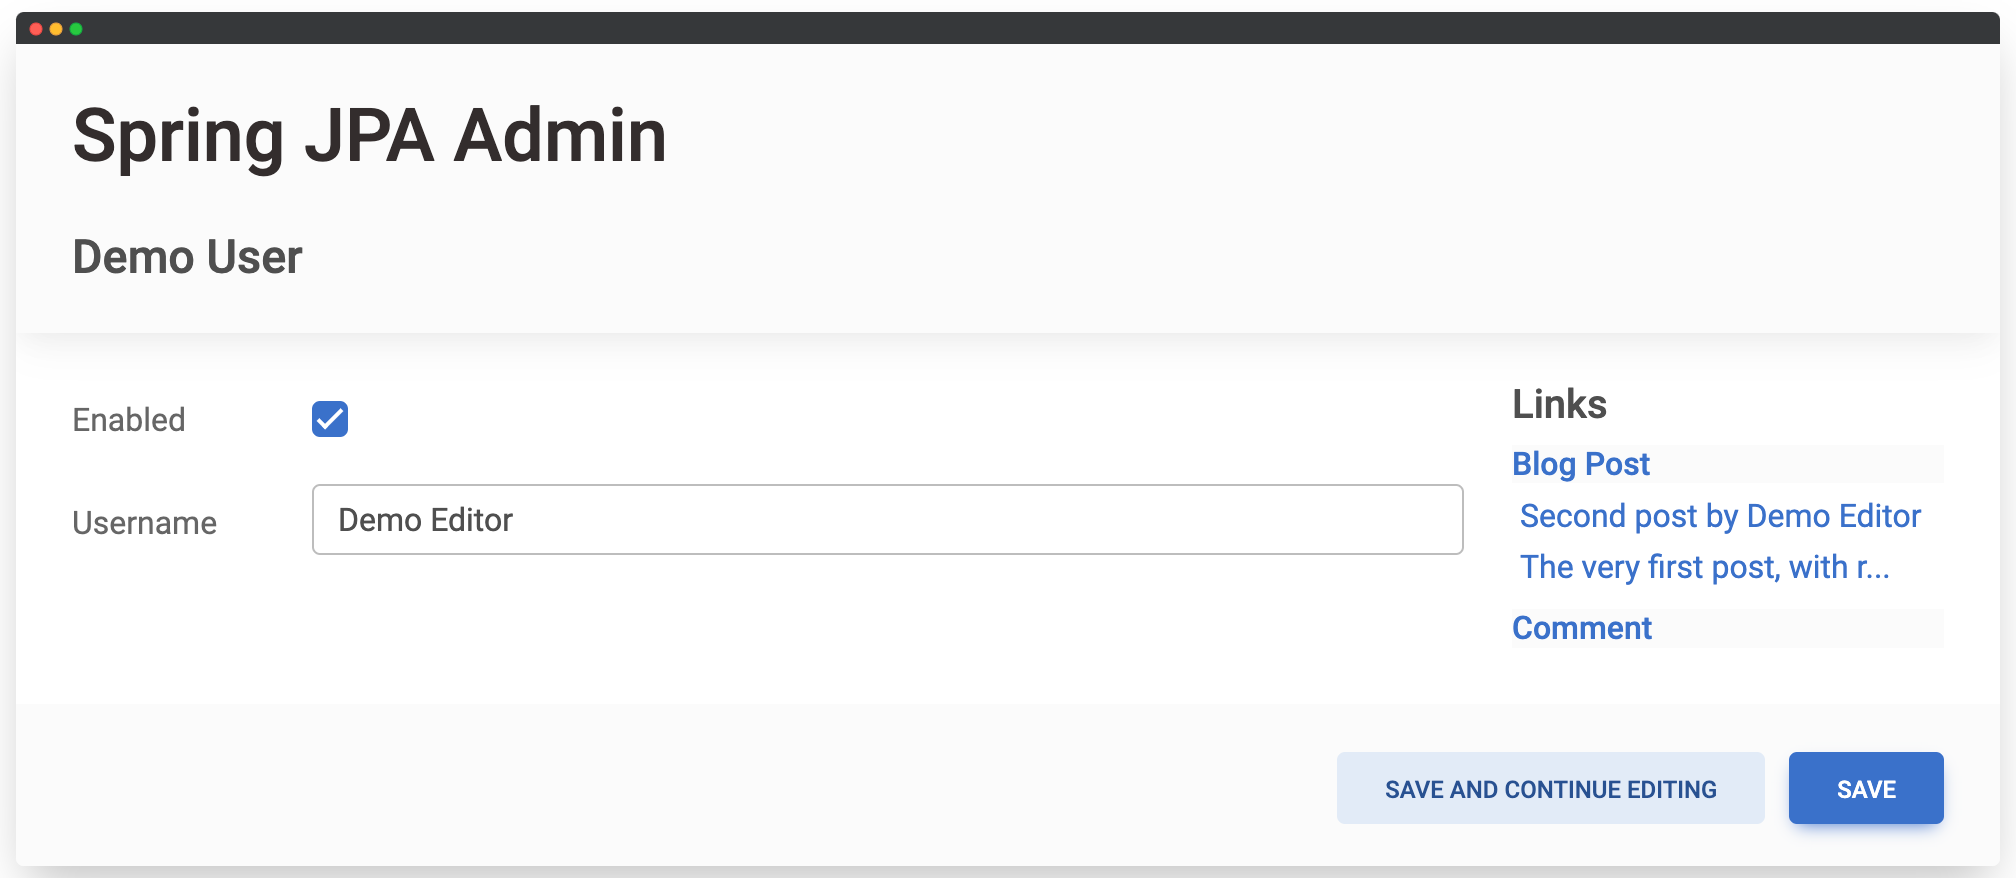 Spring JPA Admin
Demo User
Enabled
Username
Demo Editor
Links
Blog Post
Second post by Demo Editor
The very first post, with r...
Comment
SAVE AND CONTINUE EDITING
SAVE